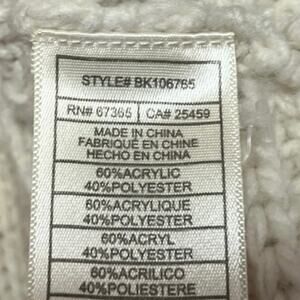 STYLE# BK106765
RN# 67365 CA# 25459
MADE IN CHINA
FABRIQUÉ EN CHINE
HECHO EN CHINA
60%ACRYLIC
40%POLYESTER
60%ACRYLIQUE
40%POLYESTER
60%ACRYL
40%POLYESTER
60%ACRILICO
40%POLIESTERE